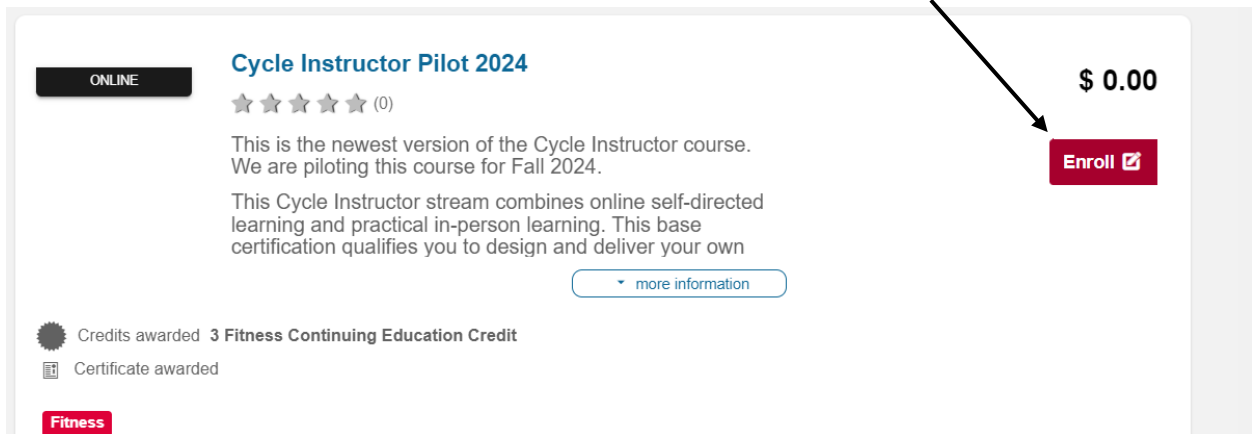 ONLINE
Cycle Instructor Pilot 2024
(0)
$ 0.00
This is the newest version of the Cycle Instructor course.
We are piloting this course for Fall 2024.
Enroll
This Cycle Instructor stream combines online self-directed
learning and practical in-person learning. This base
certification qualifies you to design and deliver your own
more information
Credits awarded 3 Fitness Continuing Education Credit
Certificate awarded
Fitness